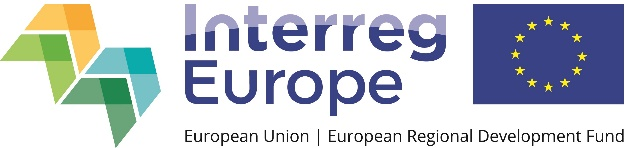 Interreg
Europe
European Union | European Regional Development Fund